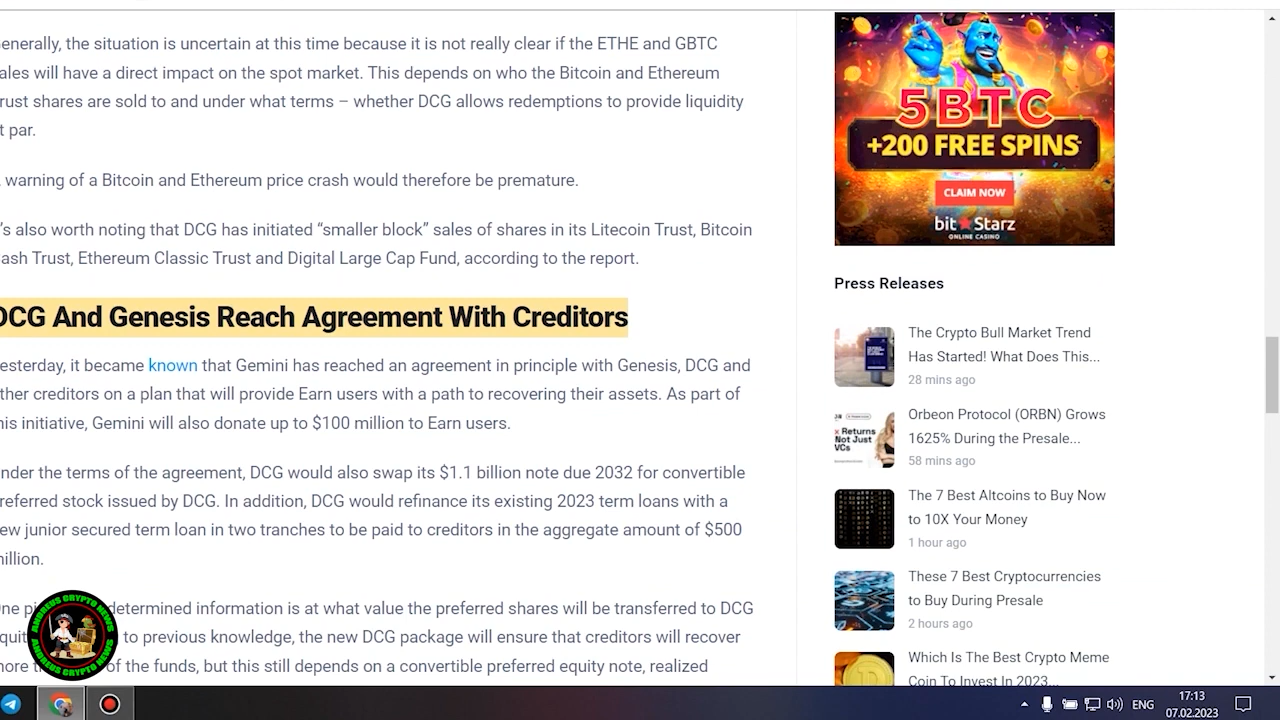 enerally, the situation is uncertain at this time because it is not really clear if the ETHE and GBTC
ales will have a direct impact on the spot market. This depends on who the Bitcoin and Ethereum
rust shares are sold to and under what terms – whether DCG allows redemptions to provide liquidity
t par.
warning of a Bitcoin and Ethereum price crash would therefore be premature.
's also worth noting that DCG has initiated “smaller block” sales of shares in its Litecoin Trust, Bitcoin
ash Trust, Ethereum Classic Trust and Digital Large Cap Fund, according to the report.
DCG And Genesis Reach Agreement With Creditors
esterday, it became known that Gemini has reached an agreement in principle with Genesis, DCG and
ther creditors on a plan that will provide Earn users with a path to recovering their assets. As part of
his initiative, Gemini will also donate up to $100 million to Earn users.
nder the terms of the agreement, DCG would also swap its $1.1 billion note due 2032 for convertible
referred stock issued by DCG. In addition, DCG would refinance its existing 2023 term loans with a
ew junior secured term loan in two tranches to be paid to creditors in the aggregate amount of $500
illion.
ne determined information is at what value the preferred shares will be transferred to DCG
to previous knowledge, the new DCG package will ensure that creditors will recover
of the funds, but this still depends on a convertible preferred equity note, realized
ANDREUS CRYPTO NEWS
ANDREUS CRYPTO NEWS
5BTC
+200 FREE SPINS
CLAIM NOW
bit Starz
ONLINE CASINO
Press Releases
The Crypto Bull Market Trend
Has Started! What Does This...
28 mins ago
Returns
Not Just
VCs
Orbeon Protocol (ORBN) Grows
1625% During the Presale...
58 mins ago
The 7 Best Altcoins to Buy Now
to 10X Your Money
1 hour ago
These 7 Best Cryptocurrencies
to Buy During Presale
2 hours ago
Which Is The Best Crypto Meme
Coin To Invest In 2023...
ENG
17:13
07.02.2023